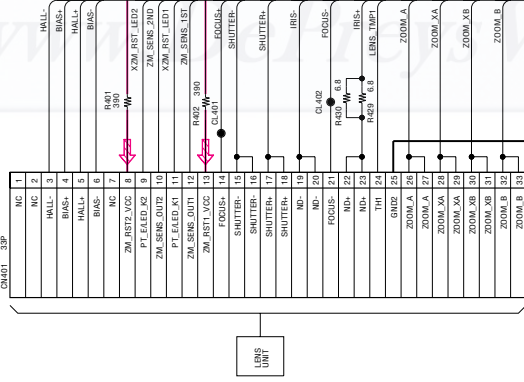 HALL-
BIAS+
HALL+
BIAS-
XZM_RST_LED2
ZM_SENS_2ND
XZM_RST_LED1
ZM_SENS_1ST
FOCUS+
SHUTTER-
SHUTTER+
IRIS-
FOCUS-
IRIS+
LENS_TMP1
ZOOM_A
ZOOM_XA
ZOOM_XB
ZOOM_B
R401
390
R402
390
CL401
CL402
R430
6.8
R429
6.8
CN401 33P
1 NC
2 NC
3 HALL-
4 BIAS+
5 HALL+
6 BIAS-
7 NC
8 ZM_RST2_VCC
9 PT_E/LED_K2
10 ZM_SENS_OUT2
11 PT_E/LED_K1
12 ZM_SENS_OUT1
13 ZM_RST1_VCC
14 FOCUS+
15 SHUTTER-
16 SHUTTER-
17 SHUTTER+
18 SHUTTER+
19 ND-
20 ND-
21 FOCUS-
22 ND+
23 ND+
24 TH1
25 GND2
26 ZOOM_A
27 ZOOM_A
28 ZOOM_XA
29 ZOOM_XA
30 ZOOM_XB
31 ZOOM_XB
32 ZOOM_B
33 ZOOM_B
LENS
UNIT